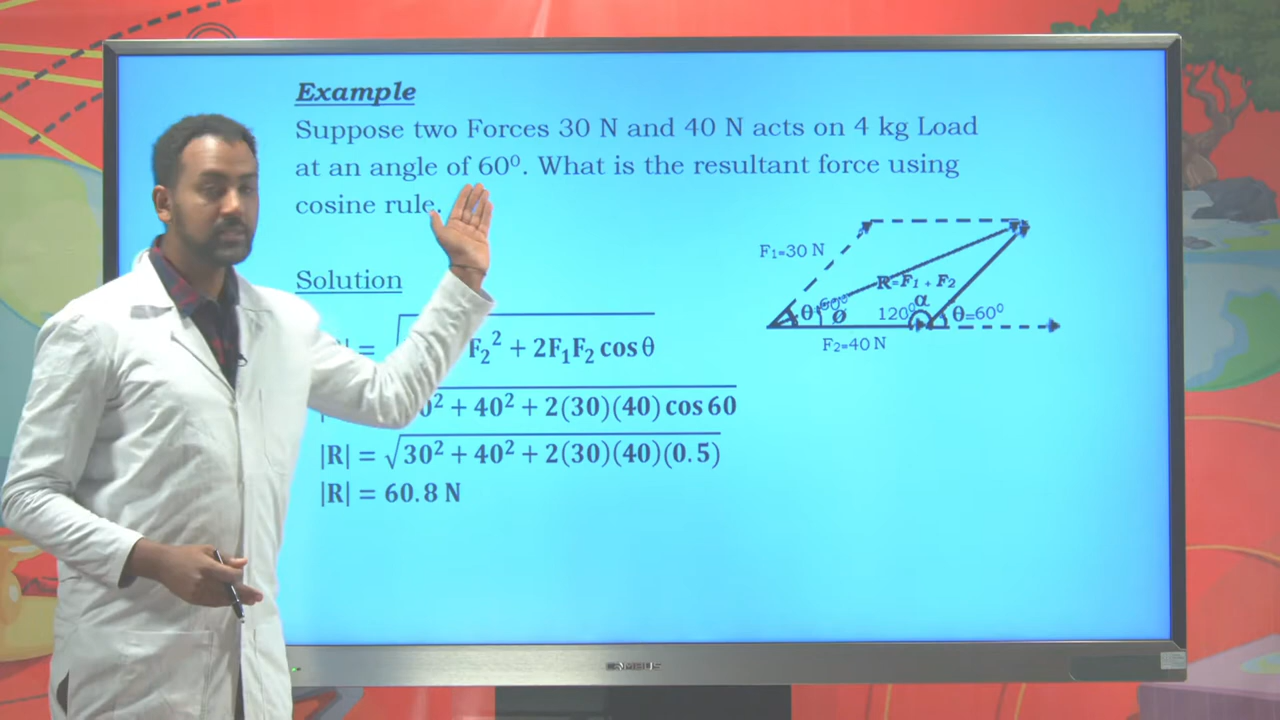 Example
Suppose two Forces 30 N and 40 N acts on 4 kg Load
at an angle of 60⁰. What is the resultant force using
cosine rule.
Solution
| = √ F₂² + 2F₁F₂ cos θ
0² + 40² + 2(30)(40) cos 60
|R| = √30² + 40² + 2(30)(40)(0.5)
|R| = 60.8 N
F₁=30 N
R=F₁ + F₂
θ
Ø
120⁰
α
θ=60⁰
F₂=40 N